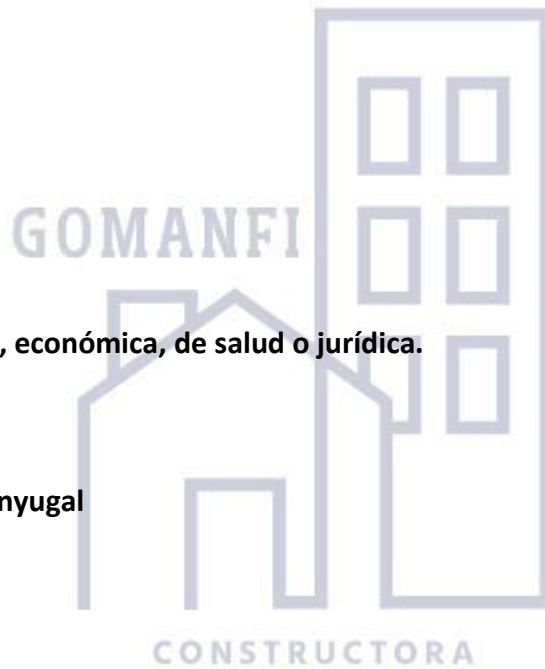 GOMANFI
, económica, de salud o jurídica.
nyugal
CONSTRUCTORA